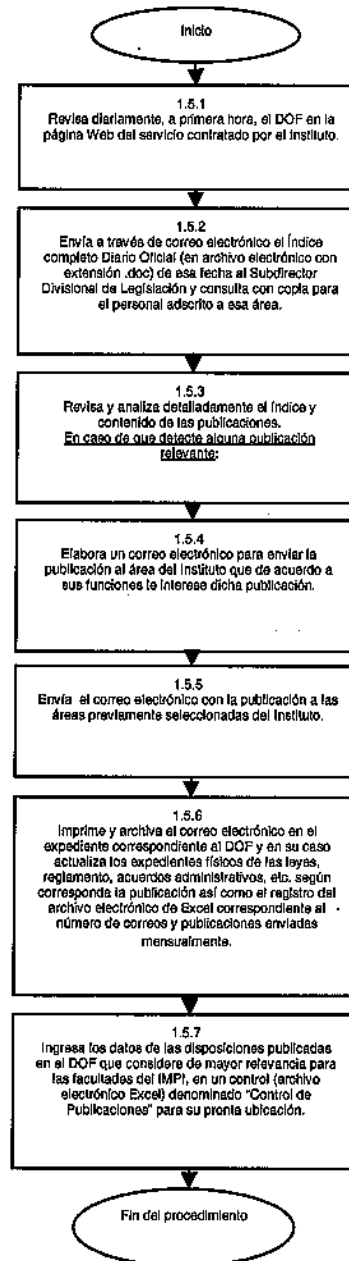 Inicio
1.5.1
Revisa diariamente, a primera hora, el DOF en la
página Web del servicio contratado por el Instituto.
1.5.2
Envía a través de correo electrónico el Índice
completo Diario Oficial (en archivo electrónico con
extensión .doc) de esa fecha al Subdirector
Divisional de Legislación y consulta con copia para
el personal adscrito a esa área.
1.5.3
Revisa y analiza detalladamente el índice y
contenido de las publicaciones.
En caso de que detecte alguna publicación
relevante:
1.5.4
Elabora un correo electrónico para enviar la
publicación al área del Instituto que de acuerdo a
sus funciones le interese dicha publicación.
1.5.5
Envía el correo electrónico con la publicación a las
áreas previamente seleccionadas del Instituto.
1.5.6
Imprime y archiva el correo electrónico en el
expediente correspondiente al DOF y en su caso
actualiza los expedientes físicos de las leyes,
reglamento, acuerdos administrativos, etc. según
corresponda la publicación así como el registro del
archivo electrónico de Excel correspondiente al
número de correos y publicaciones enviadas
mensualmente.
1.5.7
Ingresa los datos de las disposiciones publicadas
en el DOF que considere de mayor relevancia para
las facultades del IMPI, en un control (archivo
electrónico Excel) denominado "Control de
Publicaciones" para su pronta ubicación.
Fin del procedimiento